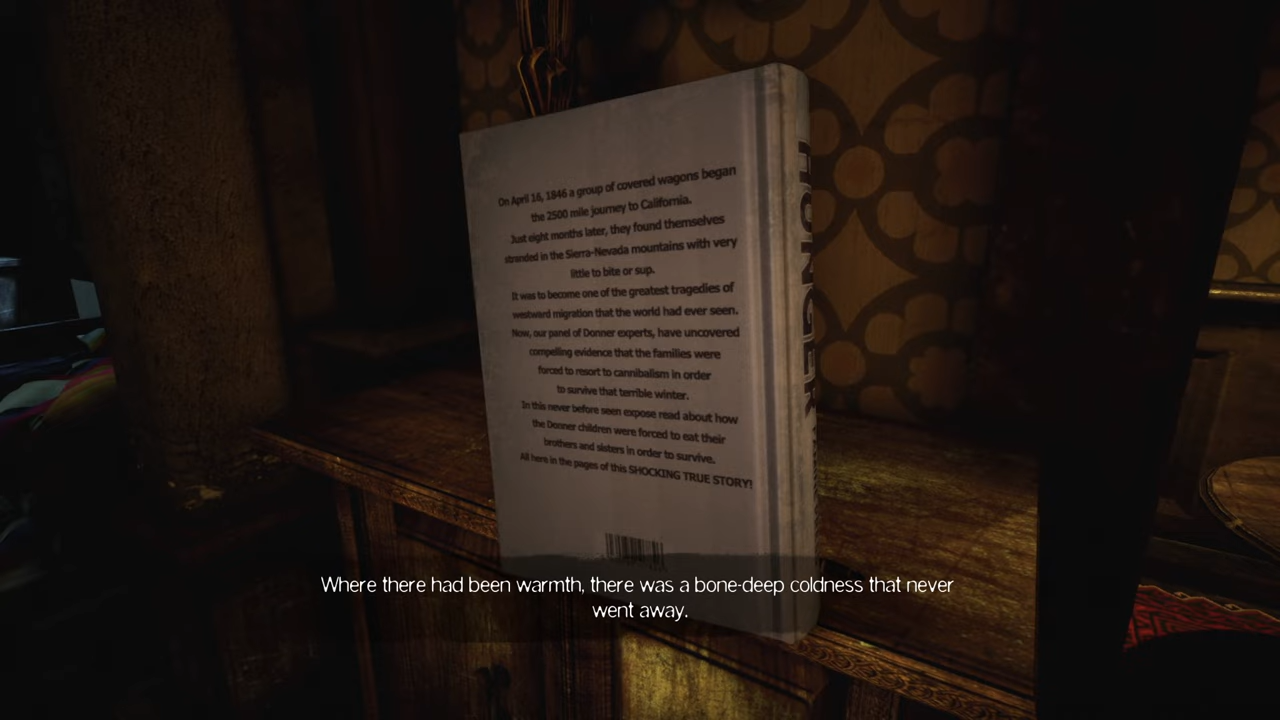 On April 16, 1846 a group of covered wagons began
the 2500 mile journey to California.
Just eight months later, they found themselves
stranded in the Sierra-Nevada mountains with very
little to bite or sup.
It was to become one of the greatest tragedies of
westward migration that the world had ever seen.
Now, our panel of Donner experts, have uncovered
compelling evidence that the families were
forced to resort to cannibalism in order
to survive that terrible winter.
In this never before seen expose read about how
the Donner children were forced to eat their
brothers and sisters in order to survive.
All here in the pages of this SHOCKING TRUE STORY!
HUNGER
Where there had been warmth, there was a bone-deep coldness that never
went away.